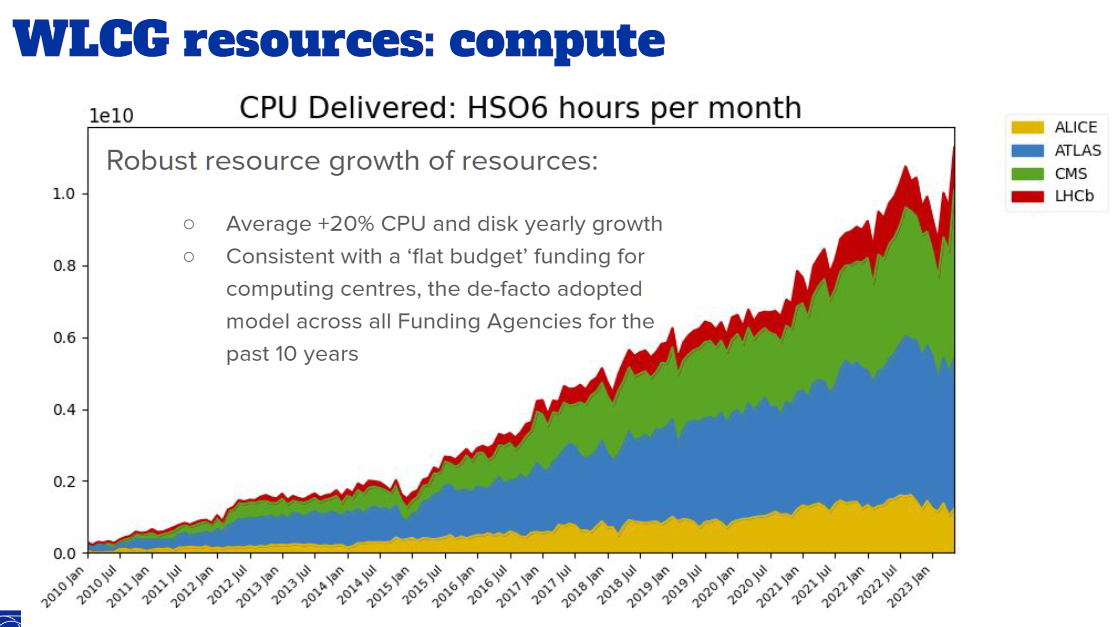 WLCG resources: compute
CPU Delivered: HSO6 hours per month
1e10
Robust resource growth of resources:
Average +20% CPU and disk yearly growth
Consistent with a ‘flat budget’ funding for
computing centres, the de-facto adopted
model across all Funding Agencies for the
past 10 years
ALICE
ATLAS
CMS
LHCb
1.0
0.8
0.6
0.4
0.2
0.0
2010 Jan
2010 Jul
2011 Jan
2011 Jul
2012 Jan
2012 Jul
2013 Jan
2013 Jul
2014 Jan
2014 Jul
2015 Jan
2015 Jul
2016 Jan
2016 Jul
2017 Jan
2017 Jul
2018 Jan
2018 Jul
2019 Jan
2019 Jul
2020 Jan
2020 Jul
2021 Jan
2021 Jul
2022 Jan
2022 Jul
2023 Jan